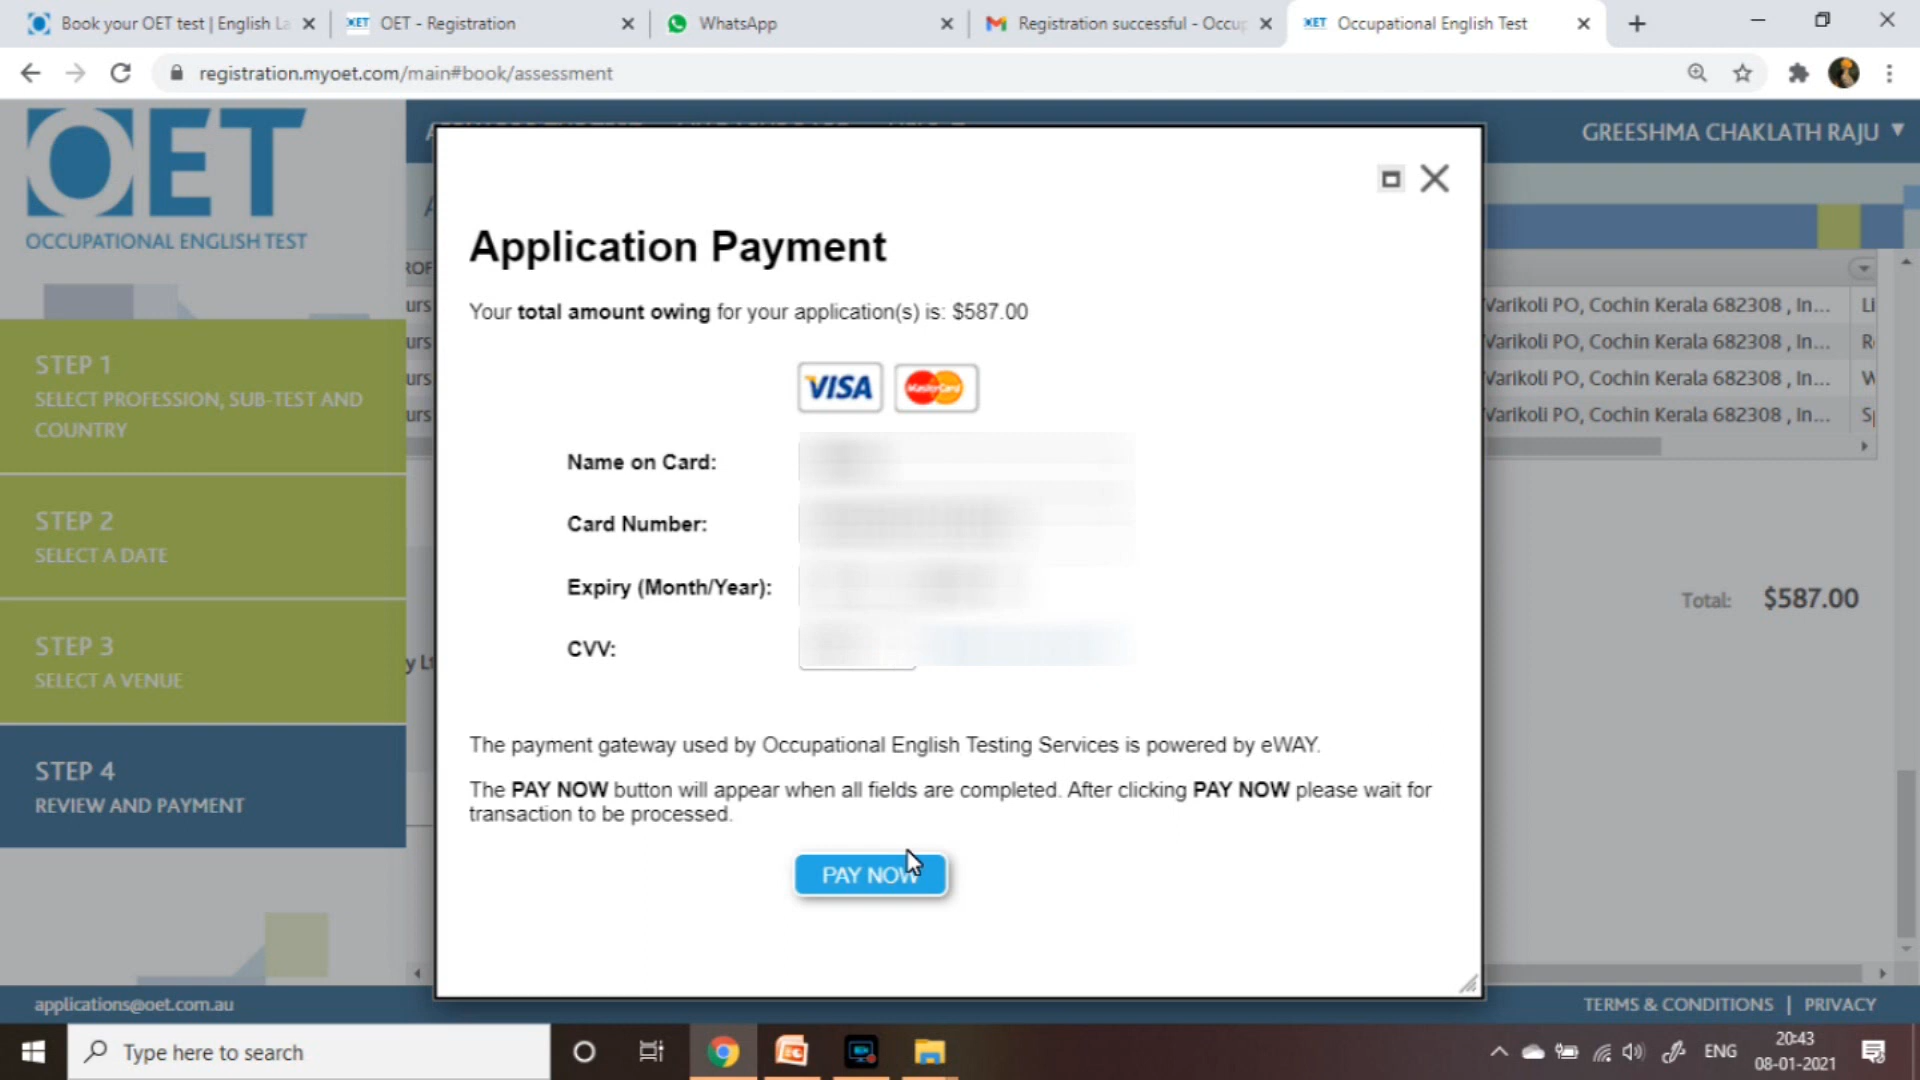 Book your OET test | English La
OET - Registration
WhatsApp
Registration successful - Occup
Occupational English Test
registration.myoet.com/main#book/assessment
OET
OCCUPATIONAL ENGLISH TEST
GREESHMA CHAKLATH RAJU
Application Payment
Your total amount owing for your application(s) is: $587.00
VISA
MasterCard
Name on Card:
Card Number:
Expiry (Month/Year):
CVV:
The payment gateway used by Occupational English Testing Services is powered by eWAY.
The PAY NOW button will appear when all fields are completed. After clicking PAY NOW please wait for
transaction to be processed.
PAY NOW
STEP 1
SELECT PROFESSION, SUB-TEST AND
COUNTRY
STEP 2
SELECT A DATE
STEP 3
SELECT A VENUE
STEP 4
REVIEW AND PAYMENT
Varikoli PO, Cochin Kerala 682308 , In...
Varikoli PO, Cochin Kerala 682308 , In...
Varikoli PO, Cochin Kerala 682308 , In...
Varikoli PO, Cochin Kerala 682308 , In...
Total: $587.00
applications@oet.com.au
TERMS & CONDITIONS | PRIVACY
Type here to search
ENG
20:43
08-01-2021